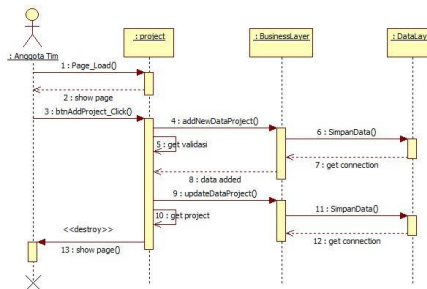 : Anggota Tim
: project
: BusinessLayer
: DataLay
1 : Page_Load()
2 : show page
3 : btnAddProject_Click()
4 : addNewDataProject()
5 : get validasi
6 : SimpanData()
7 : get connection
8 : data added
9 : updateDataProject()
10 : get project
11 : SimpanData()
12 : get connection
<<destroy>>
13 : show page()